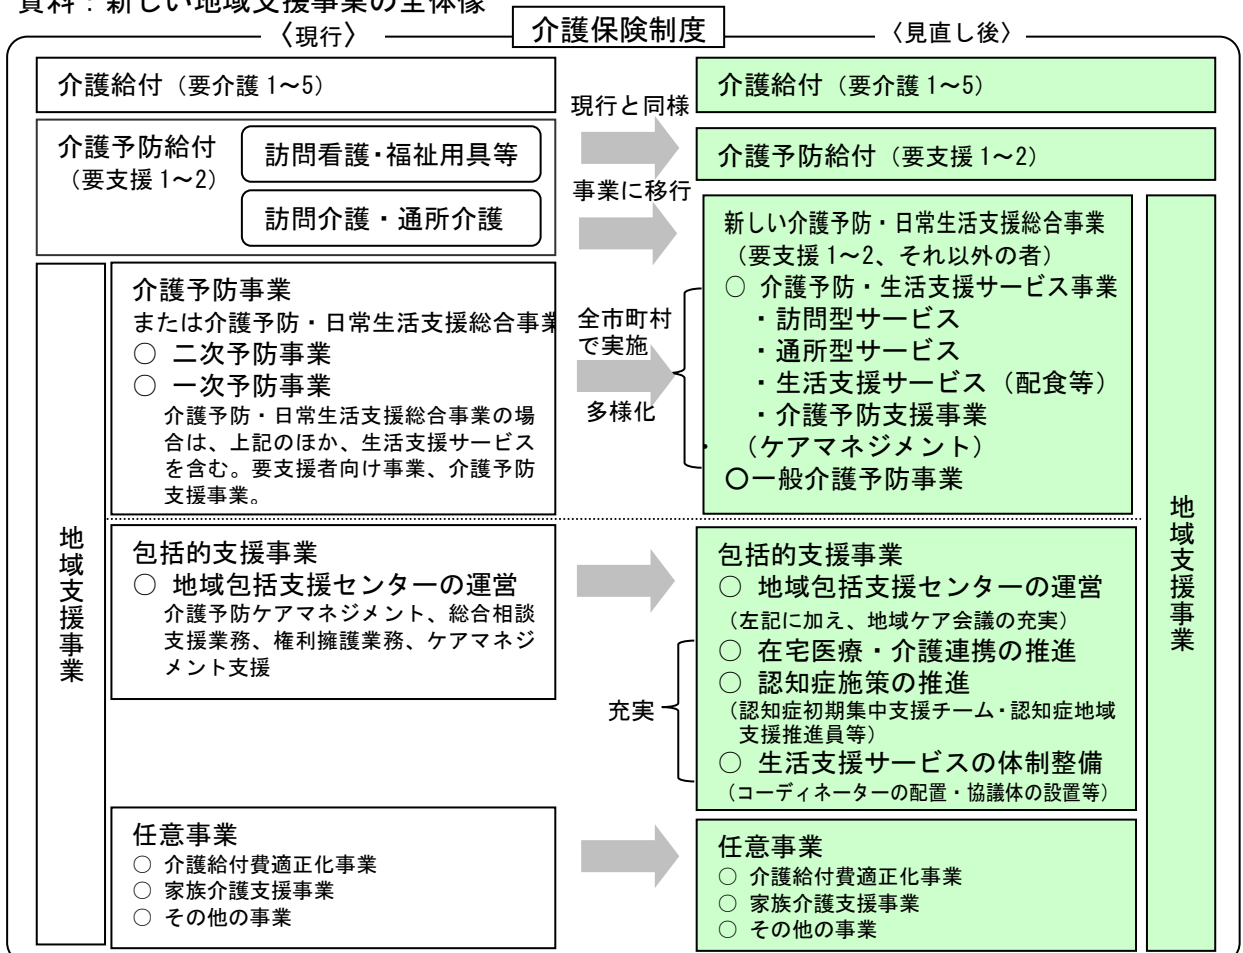 資料：新しい地域支援事業の全体像
〈現行〉
介護保険制度
〈見直し後〉
介護給付（要介護1～5）
介護予防給付
（要支援1～2）
訪問看護・福祉用具等
訪問介護・通所介護
地域支援事業
介護予防事業
または介護予防・日常生活支援総合事業
○ 二次予防事業
○ 一次予防事業
介護予防・日常生活支援総合事業の場
合は、上記のほか、生活支援サービス
を含む。要支援者向け事業、介護予防
支援事業。
包括的支援事業
○ 地域包括支援センターの運営
介護予防ケアマネジメント、総合相談
支援業務、権利擁護業務、ケアマネジ
メント支援
任意事業
○ 介護給付費適正化事業
○ 家族介護支援事業
○ その他の事業
現行と同様
事業に移行
全市町村
で実施
多様化
充実
介護給付（要介護1～5）
介護予防給付（要支援1～2）
新しい介護予防・日常生活支援総合事業
（要支援1～2、それ以外の者）
○ 介護予防・生活支援サービス事業
・訪問型サービス
・通所型サービス
・生活支援サービス（配食等）
・介護予防支援事業
（ケアマネジメント）
〇一般介護予防事業
包括的支援事業
○ 地域包括支援センターの運営
（左記に加え、地域ケア会議の充実）
○ 在宅医療・介護連携の推進
○ 認知症施策の推進
（認知症初期集中支援チーム・認知症地域
支援推進員等）
○ 生活支援サービスの体制整備
（コーディネーターの配置・協議体の設置等）
任意事業
○ 介護給付費適正化事業
○ 家族介護支援事業
○ その他の事業
地域支援事業